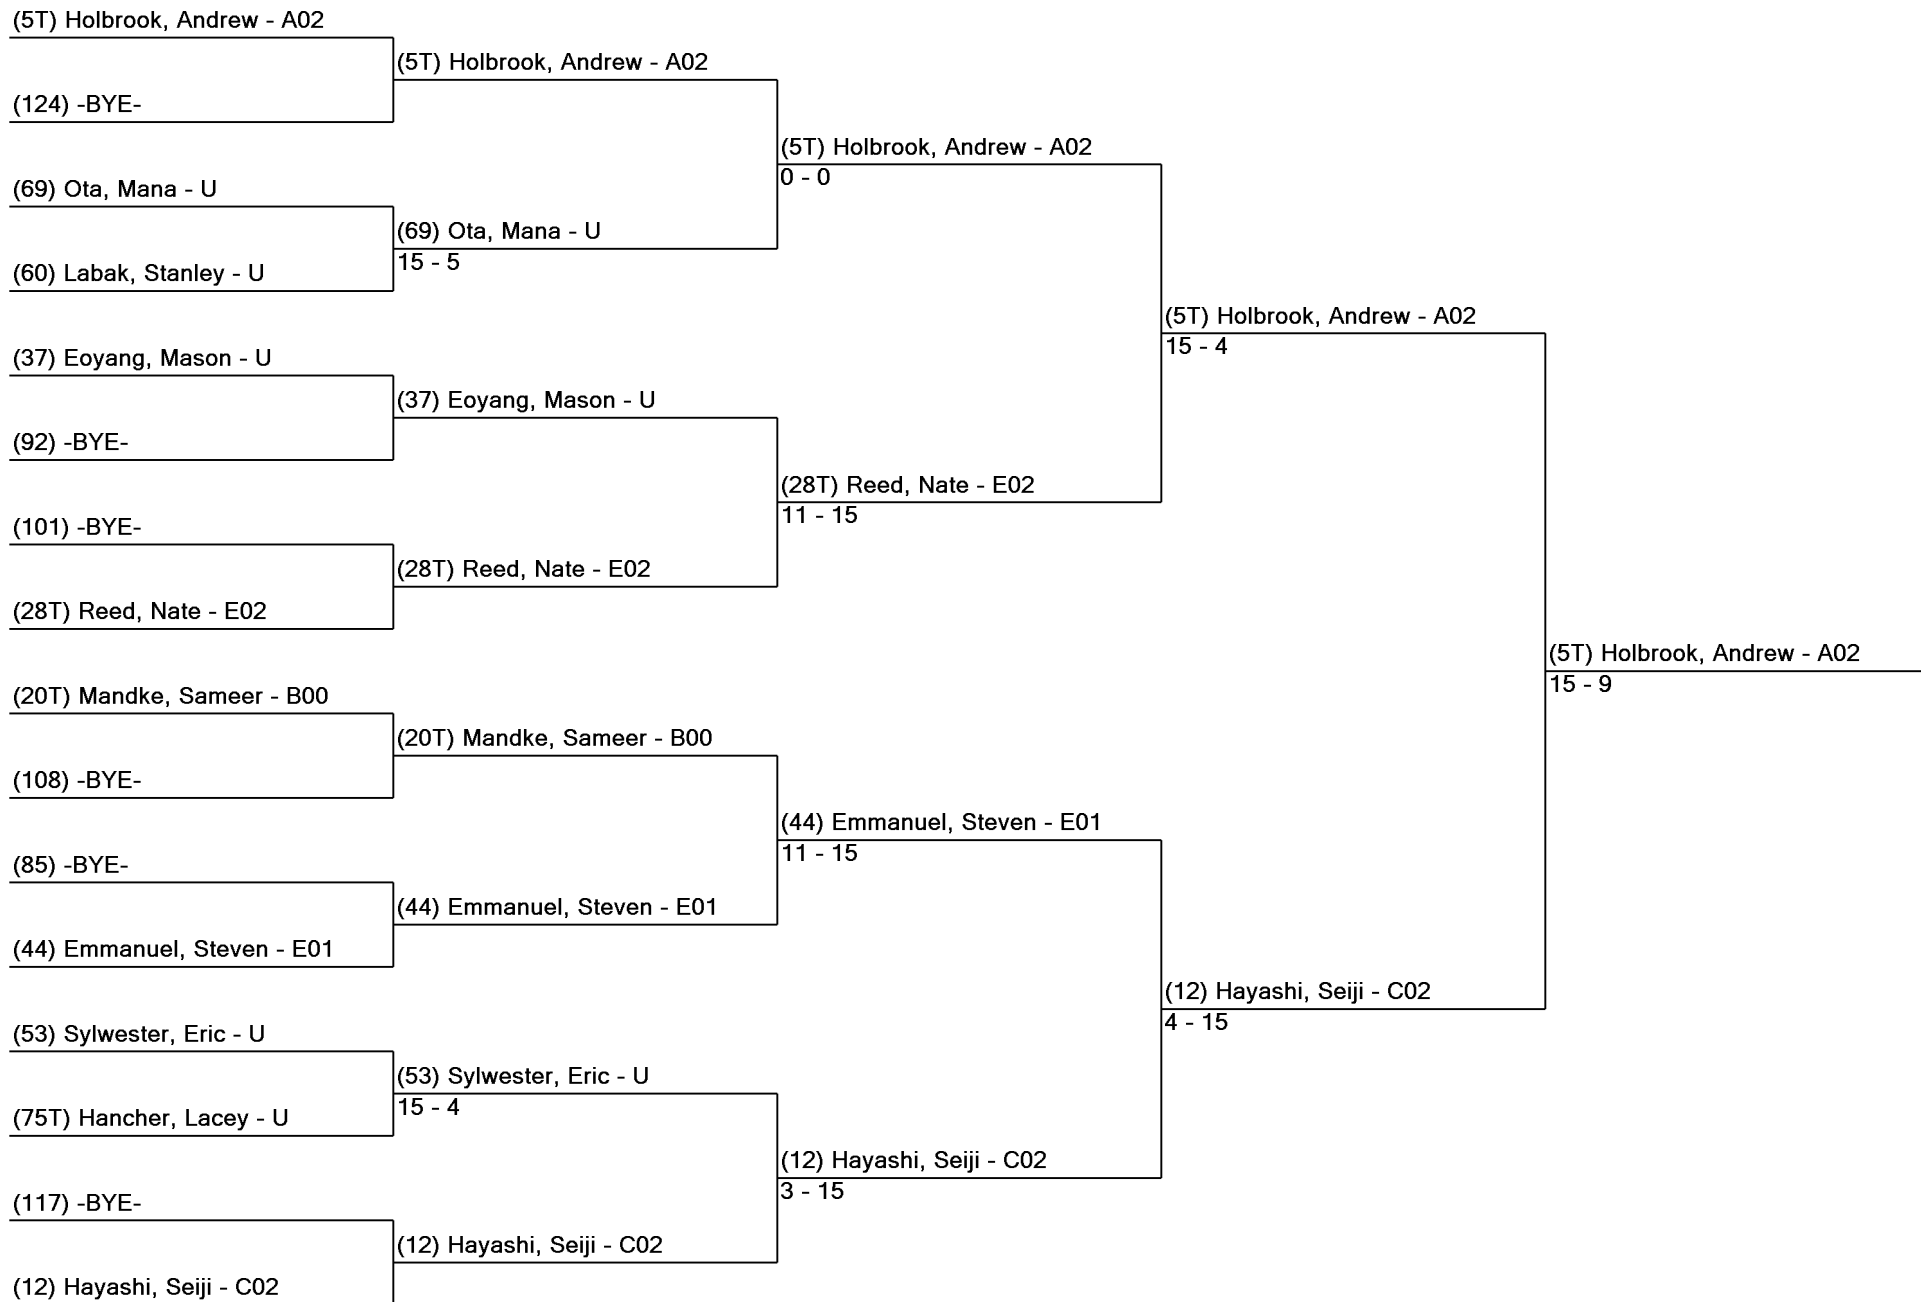 (5T) Holbrook, Andrew - A02
(124) -BYE-
(69) Ota, Mana - U
(60) Labak, Stanley - U
(37) Eoyang, Mason - U
(92) -BYE-
(101) -BYE-
(28T) Reed, Nate - E02
(20T) Mandke, Sameer - B00
(108) -BYE-
(85) -BYE-
(44) Emmanuel, Steven - E01
(53) Sylwester, Eric - U
(75T) Hancher, Lacey - U
(117) -BYE-
(12) Hayashi, Seiji - C02
(5T) Holbrook, Andrew - A02
(69) Ota, Mana - U
15 - 5
(37) Eoyang, Mason - U
(28T) Reed, Nate - E02
(20T) Mandke, Sameer - B00
(44) Emmanuel, Steven - E01
(53) Sylwester, Eric - U
15 - 4
(12) Hayashi, Seiji - C02
(5T) Holbrook, Andrew - A02
0 - 0
(28T) Reed, Nate - E02
11 - 15
(44) Emmanuel, Steven - E01
11 - 15
(12) Hayashi, Seiji - C02
3 - 15
(5T) Holbrook, Andrew - A02
15 - 4
(12) Hayashi, Seiji - C02
4 - 15
(5T) Holbrook, Andrew - A02
15 - 9